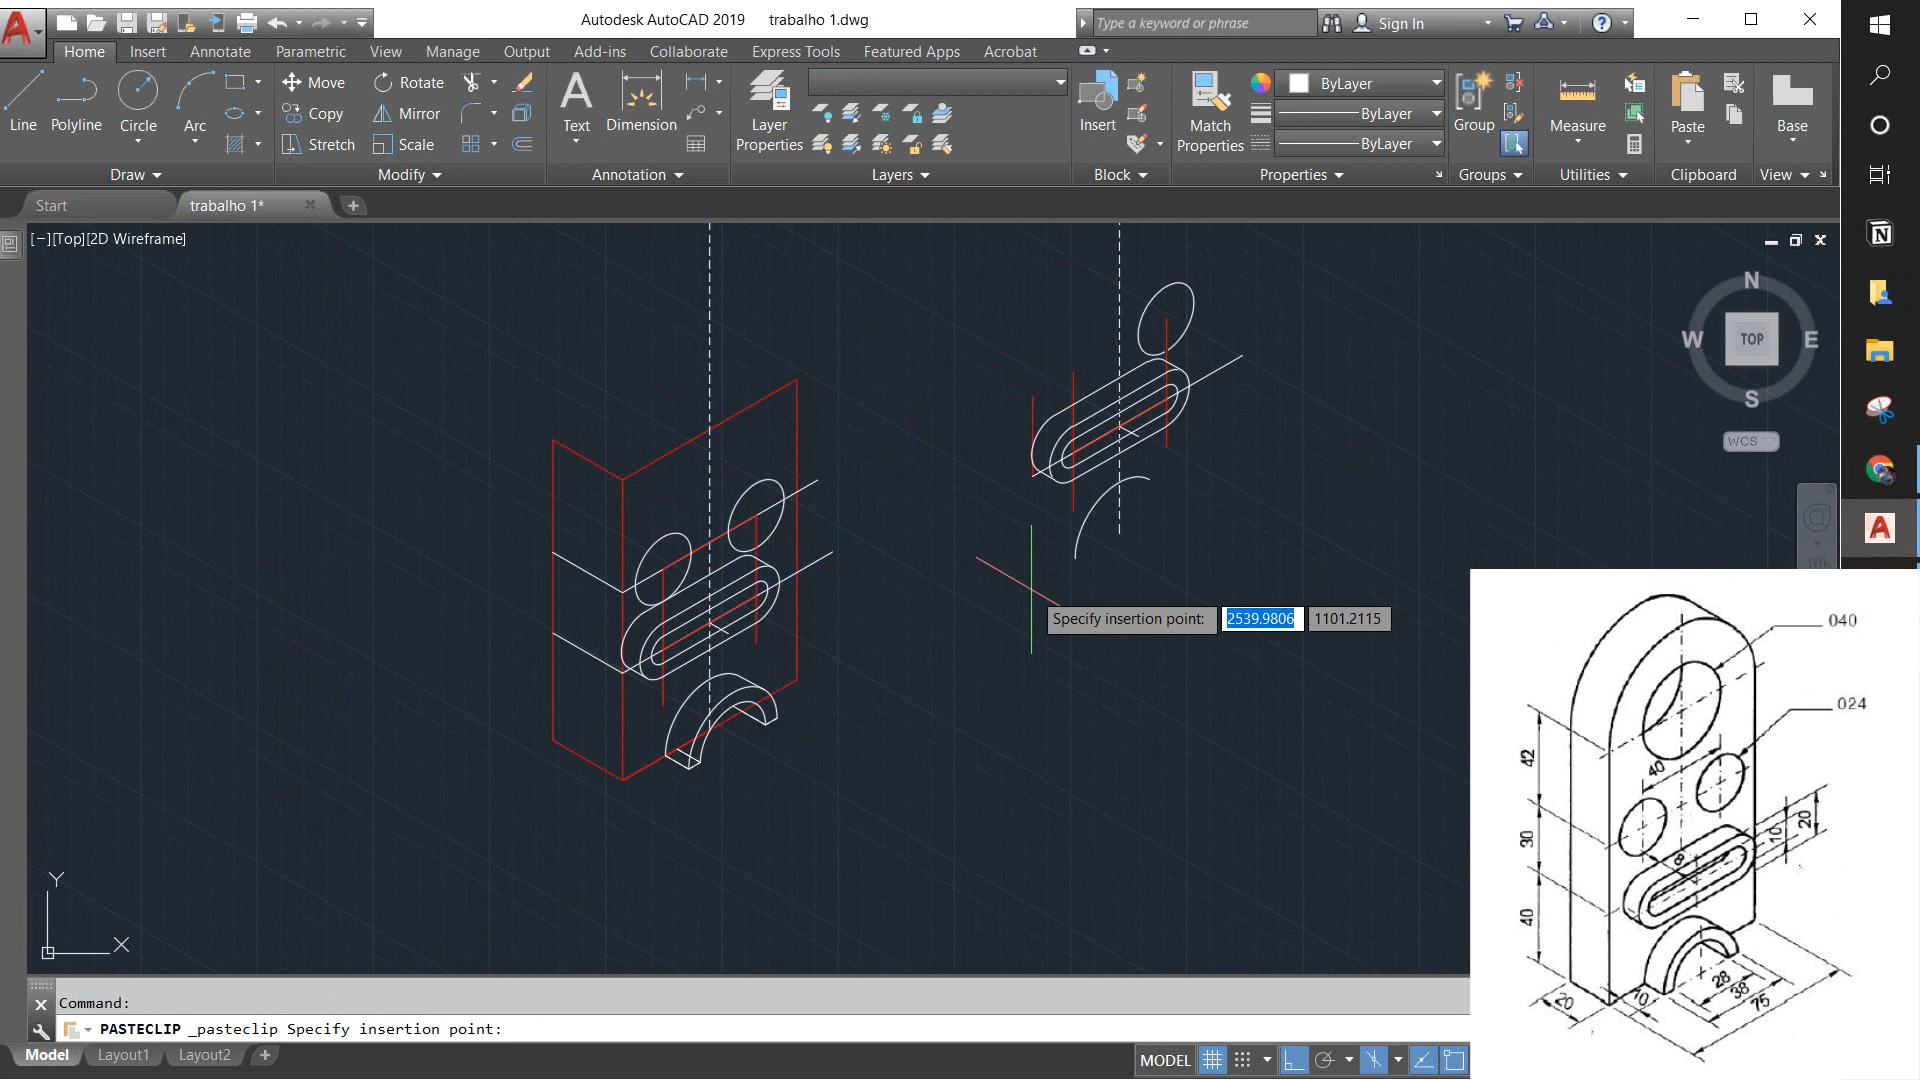 Autodesk AutoCAD 2019 trabalho 1.dwg
Type a keyword or phrase
Sign In
Home Insert Annotate Parametric View Manage Output Add-ins Collaborate Express Tools Featured Apps Acrobat
Line Polyline Circle Arc
Move Rotate
Copy Mirror
Stretch Scale
Text Dimension
Layer
Properties
Insert
Match
Properties
ByLayer
ByLayer
ByLayer
Group
Measure
Paste
Base
Draw Modify Annotation Layers Block Properties Groups Utilities Clipboard View
Start trabalho 1*
[−][Top][2D Wireframe]
N
W TOP E
S
WCS
Specify insertion point: 2539.9806 1101.2115
Y
X
040
024
42
40
30
8
10
20
40
20
10
28
38
75
Command:
PASTECLIP _pasteclip Specify insertion point:
Model Layout1 Layout2
MODEL